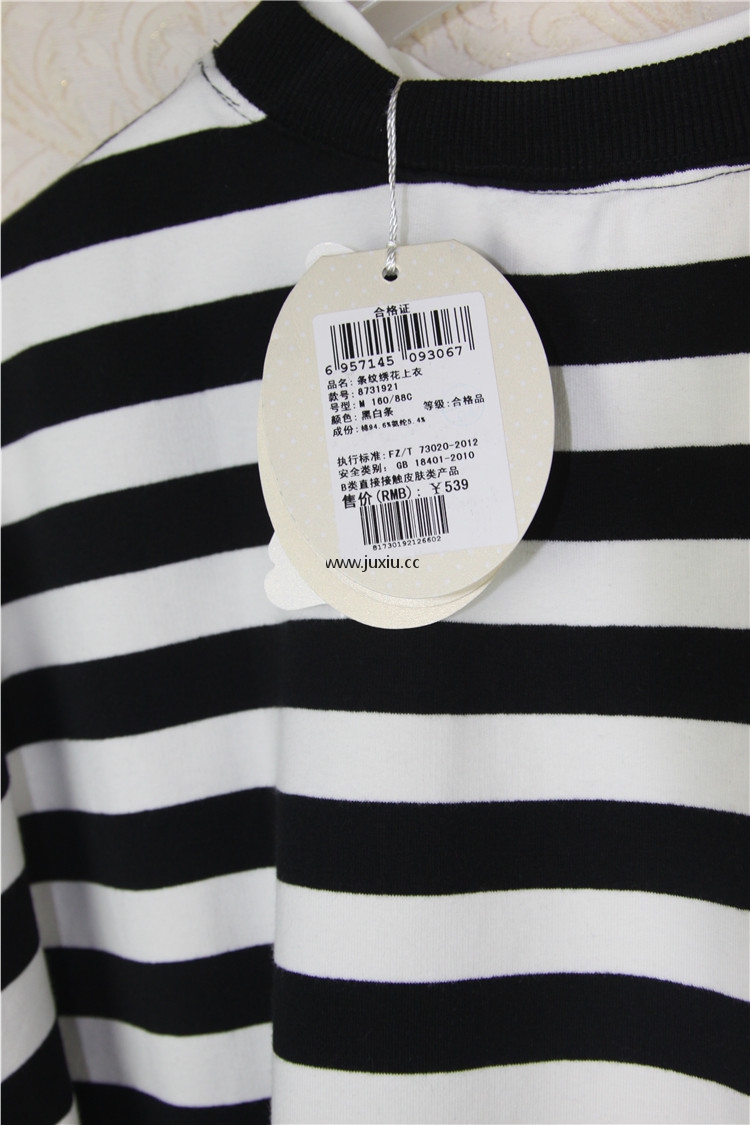 合格证
6 957145 093067
品名: 条纹绣花上衣
款号: 8731921
号型: M 160/88C 等级: 合格品
颜色: 黑白条
成份: 棉94.6%氨纶5.4%
执行标准: FZ/T 73020-2012
安全类别: GB 18401-2010
B类直接接触皮肤类产品
售价(RMB): ¥539
81730192126602
www.juxiu.cc